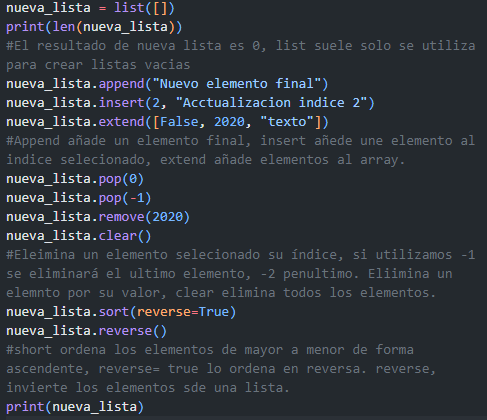 nueva_lista = list([])
print(len(nueva_lista))
#El resultado de nueva lista es 0, list suele solo se utiliza
para crear listas vacias
nueva_lista.append("Nuevo elemento final")
nueva_lista.insert(2, "Acctualizacion indice 2")
nueva_lista.extend([False, 2020, "texto"])
#Append añade un elemento final, insert añede une elemento al
indice selecionado, extend añade elementos al array.
nueva_lista.pop(0)
nueva_lista.pop(-1)
nueva_lista.remove(2020)
nueva_lista.clear()
#Eleimina un elemento selecionado su índice, si utilizamos -1
se eliminará el ultimo elemento, -2 penultimo. Eliimina un
elemnto por su valor, clear elimina todos los elementos.
nueva_lista.sort(reverse=True)
nueva_lista.reverse()
#short ordena los elementos de mayor a menor de forma
ascendente, reverse= true lo ordena en reversa. reverse,
invierte los elementos sde una lista.
print(nueva_lista)